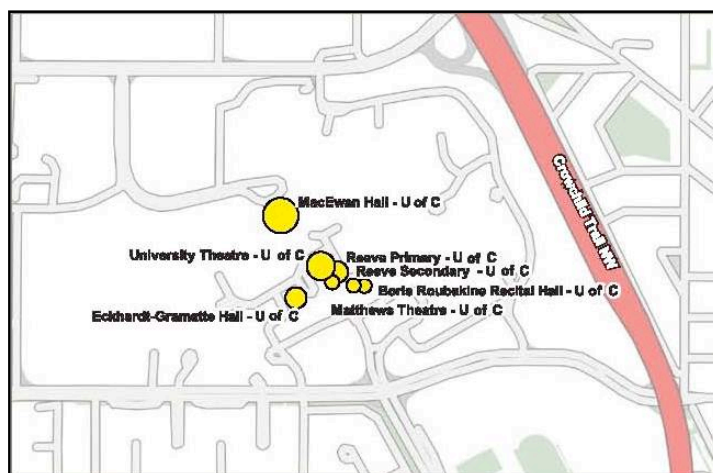 MacEwan Hall - U of C
University Theatre - U of C
Reeve Primary - U of C
Reeve Secondary - U of C
Boris Roubakine Recital Hall - U of C
Eckhardt-Gramatte Hall - U of C
Matthews Theatre - U of C
Crowchild Trail NW